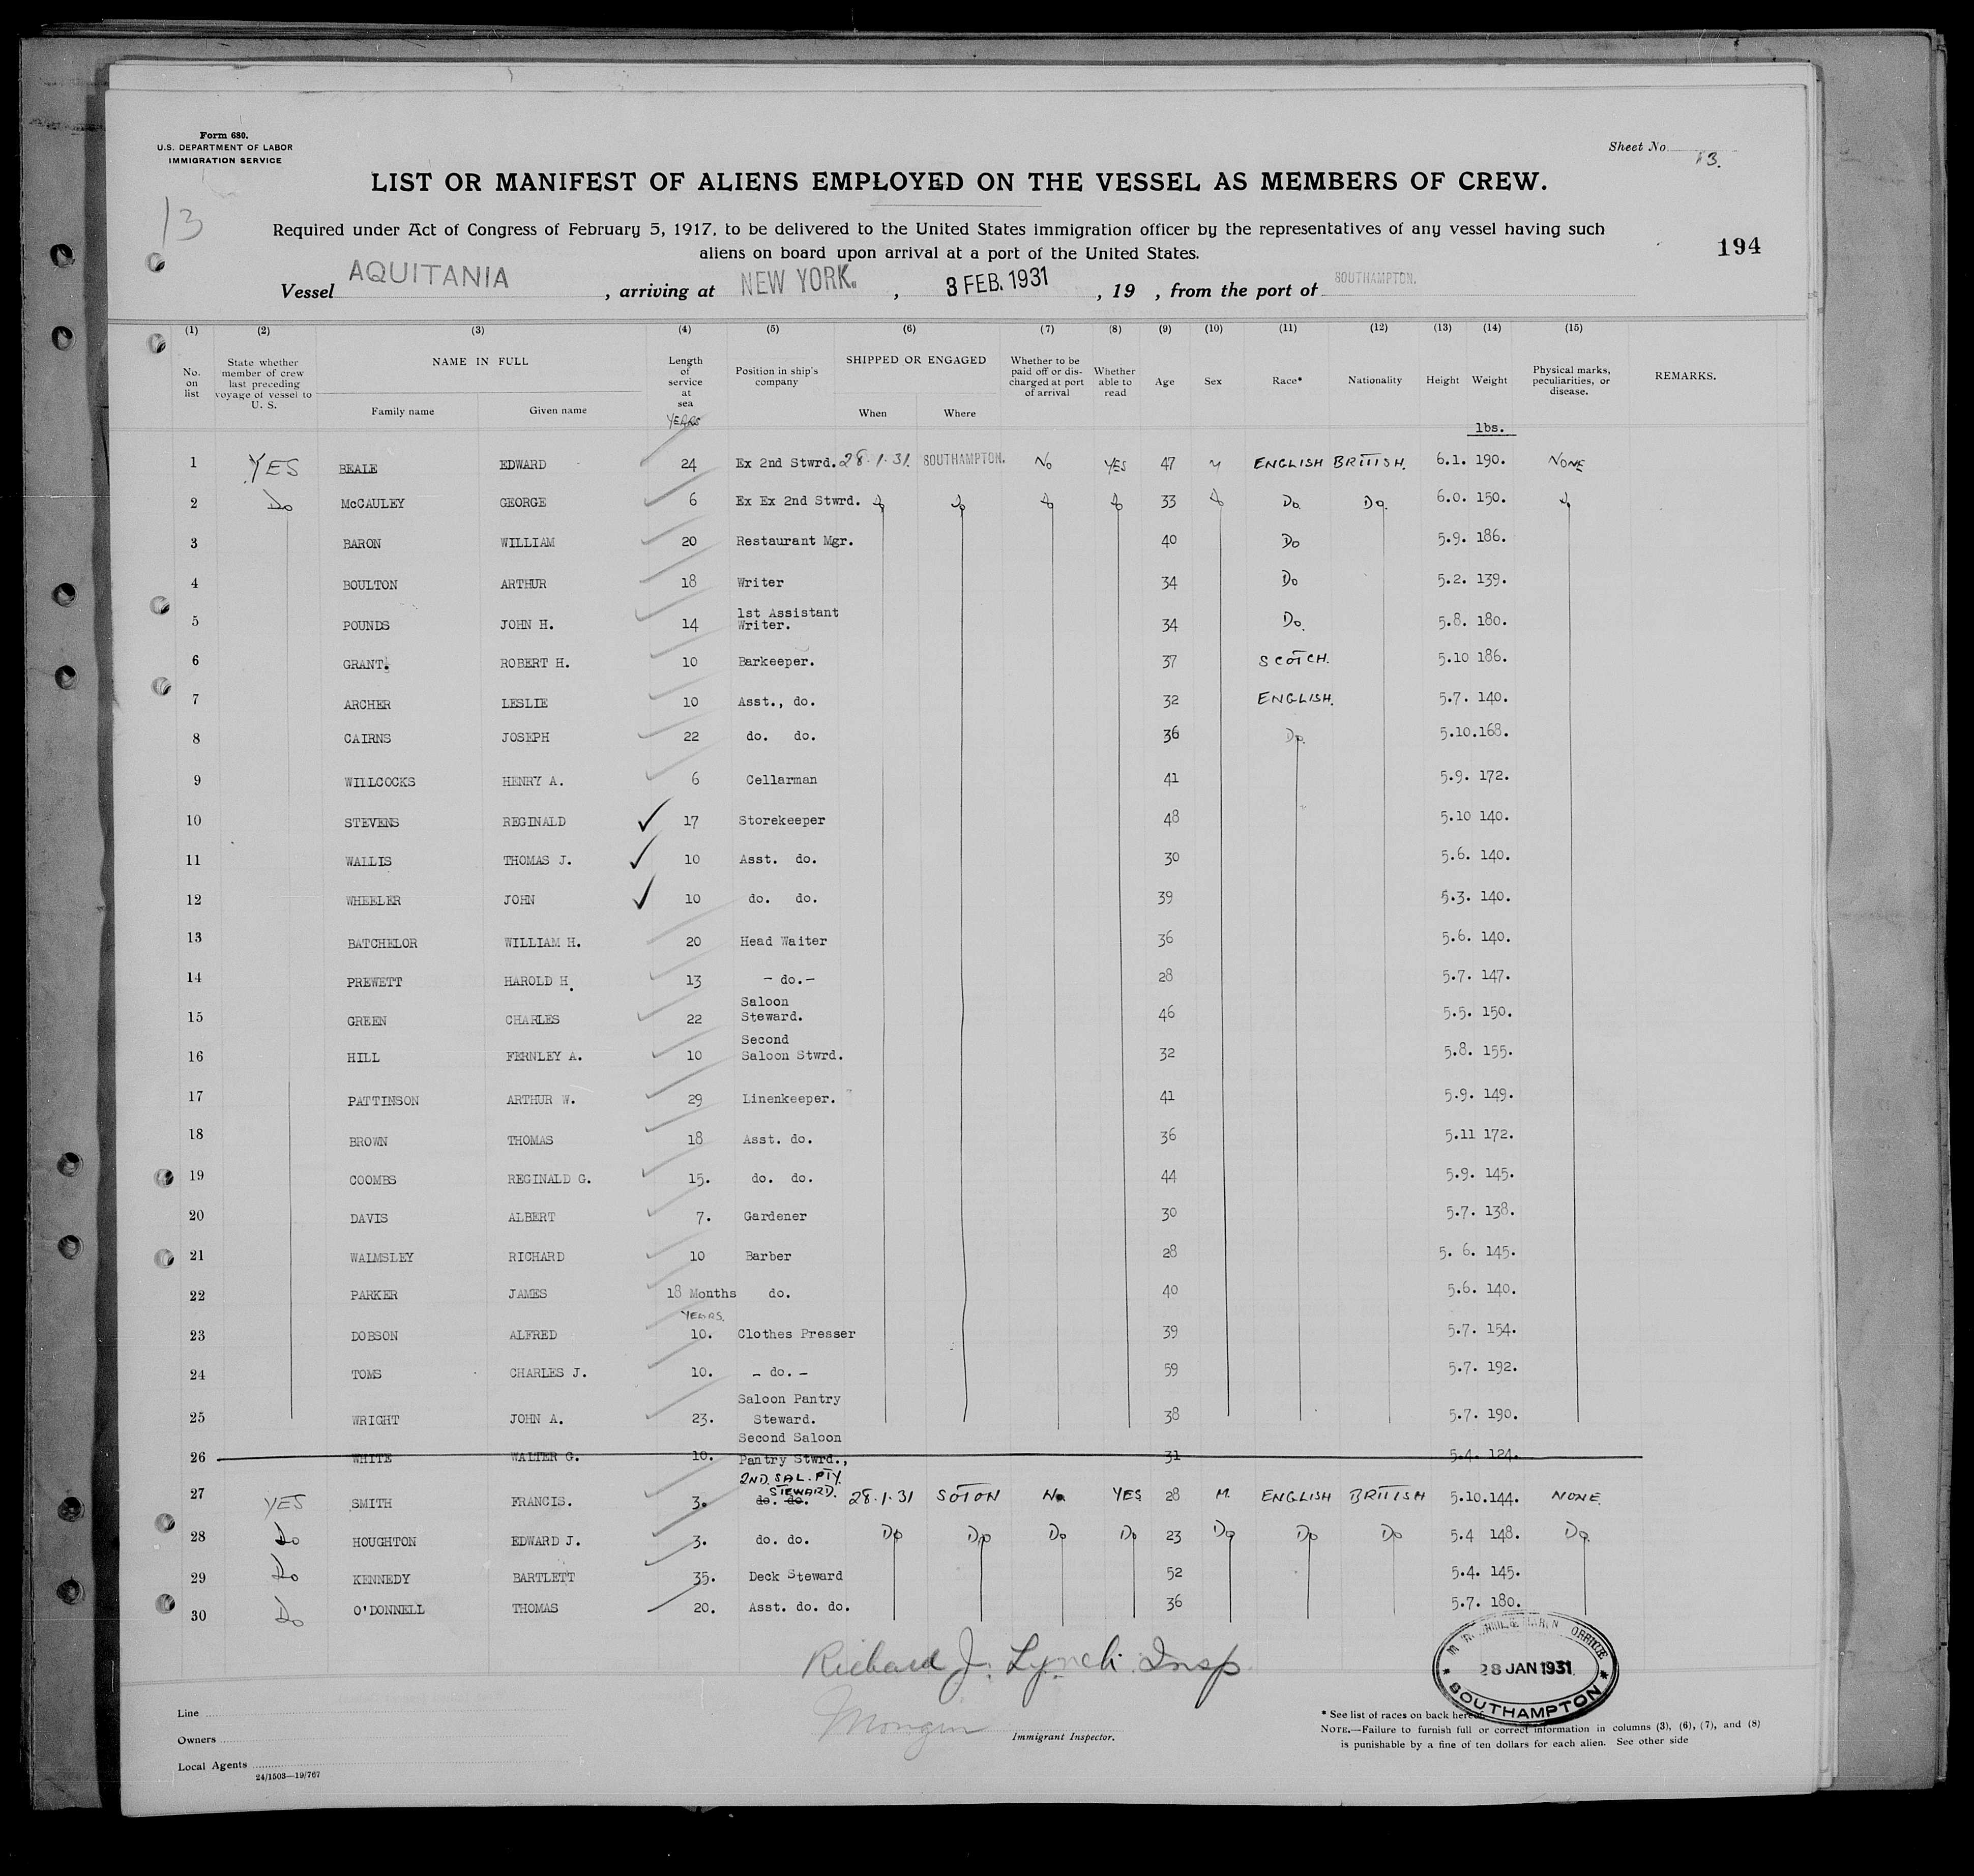 Form 680.
U.S. DEPARTMENT OF LABOR
IMMIGRATION SERVICE
Sheet No. 13.
13
LIST OR MANIFEST OF ALIENS EMPLOYED ON THE VESSEL AS MEMBERS OF CREW.
Required under Act of Congress of February 5, 1917, to be delivered to the United States immigration officer by the representatives of any vessel having such
aliens on board upon arrival at a port of the United States.
194
Vessel AQUITANIA, arriving at NEW YORK., 3 FEB. 1931, 19 , from the port of SOUTHAMPTON.
(1) (2) (3) (4) (5) (6) (7) (8) (9) (10) (11) (12) (13) (14) (15)
No. on list
State whether member of crew last preceding voyage of vessel to U. S.
NAME IN FULL
Family name Given name
Length of service at sea YEARS
Position in ship's company
SHIPPED OR ENGAGED
When Where
Whether to be paid off or discharged at port of arrival
Whether able to read
Age
Sex
Race*
Nationality
Height
Weight lbs.
Physical marks, peculiarities, or disease.
REMARKS.
1 YES BEALE EDWARD 24 Ex 2nd Stwrd. 28.1.31. SOUTHAMPTON. No YES 47 M ENGLISH BRITISH. 6.1. 190. NONE
2 Do McCAULEY GEORGE 6 Ex Ex 2nd Stwrd. do do do do 33 do Do. Do. 6.0. 150. do
3 BARON WILLIAM 20 Restaurant Mgr. 40 Do 5.9. 186.
4 BOULTON ARTHUR 18 Writer 34 Do 5.2. 139.
5 POUNDS JOHN H. 14 1st Assistant Writer. 34 Do. 5.8. 180.
6 GRANT. ROBERT H. 10 Barkeeper. 37 SCOTCH. 5.10 186.
7 ARCHER LESLIE 10 Asst., do. 32 ENGLISH. 5.7. 140.
8 CAIRNS JOSEPH 22 do. do. 36 Do. 5.10.168.
9 WILLCOCKS HENRY A. 6 Cellarman 41 5.9. 172.
10 STEVENS REGINALD 17 Storekeeper 48 5.10 140.
11 WALLIS THOMAS J. 10 Asst. do. 30 5.6. 140.
12 WHEELER JOHN 10 do. do. 39 5.3. 140.
13 BATCHELOR WILLIAM H. 20 Head Waiter 36 5.6. 140.
14 PREWETT HAROLD H. 13 - do.- 28 5.7. 147.
15 GREEN CHARLES 22 Saloon Steward. 46 5.5. 150.
16 HILL FERNLEY A. 10 Second Saloon Stwrd. 32 5.8. 155.
17 PATTINSON ARTHUR W. 29 Linenkeeper. 41 5.9. 149.
18 BROWN THOMAS 18 Asst. do. 36 5.11 172.
19 COOMBS REGINALD G. 15. do. do. 44 5.9. 145.
20 DAVIS ALBERT 7. Gardener 30 5.7. 138.
21 WALMSLEY RICHARD 10 Barber 28 5. 6. 145.
22 PARKER JAMES 18 Months do. 40 5.6. 140.
23 DOBSON ALFRED YEARS. 10. Clothes Presser 39 5.7. 154.
24 TOMS CHARLES J. 10. - do. - 59 5.7. 192.
25 WRIGHT JOHN A. 23. Saloon Pantry Steward. 38 5.7. 190.
26 WHITE WALTER G. 10. Second Saloon Pantry Stwrd., 31 5.4. 124.
27 YES SMITH FRANCIS. 3. 2ND. SAL. PTY. STEWARD. do. do. 28.1.31 SOTON No. YES 28 M. ENGLISH BRITISH 5.10.144. NONE.
28 Do HOUGHTON EDWARD J. 3. do. do. Do Do Do Do 23 Do Do Do 5.4 148. Do.
29 Do KENNEDY BARTLETT 35. Deck Steward 52 5.4. 145.
30 Do O'DONNELL THOMAS 20. Asst. do. do. 36 5.7. 180.
Richard J. Lynch Insp
OFFICE
28 JAN 1931
SOUTHAMPTON
Line
Owners
Local Agents
24/1503—19/767
Immigrant Inspector.
* See list of races on back hereof
NOTE.—Failure to furnish full or correct information in columns (3), (6), (7), and (8)
is punishable by a fine of ten dollars for each alien. See other side